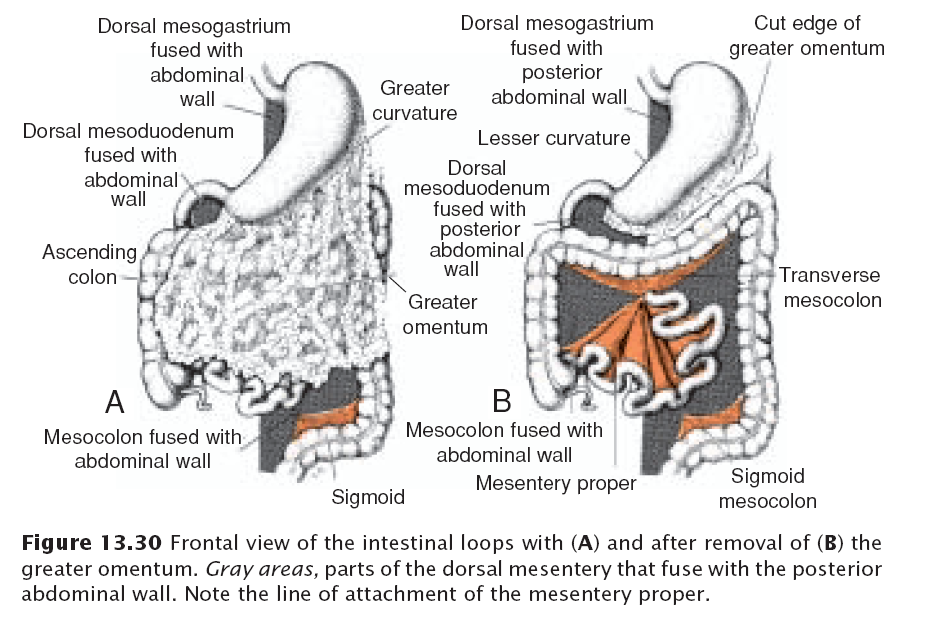 Dorsal mesogastrium
fused with
abdominal
wall
Dorsal mesoduodenum
fused with
abdominal
wall
Ascending
colon
Greater
curvature
Greater
omentum
A
Mesocolon fused with
abdominal wall
Sigmoid
Dorsal mesogastrium
fused with
posterior
abdominal wall
Cut edge of
greater omentum
Lesser curvature
Dorsal
mesoduodenum
fused with
posterior
abdominal
wall
Transverse
mesocolon
B
Mesocolon fused with
abdominal wall
Mesentery proper
Sigmoid
mesocolon
Figure 13.30 Frontal view of the intestinal loops with (A) and after removal of (B) the
greater omentum. Gray areas, parts of the dorsal mesentery that fuse with the posterior
abdominal wall. Note the line of attachment of the mesentery proper.